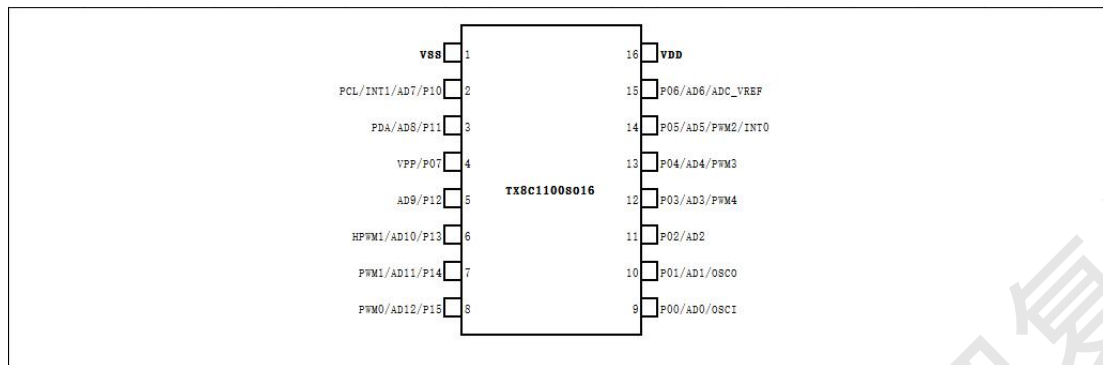 VSS 1 16 VDD
PCL/INT1/AD7/P10 2 15 P06/AD6/ADC_VREF
PDA/AD8/P11 3 14 P05/AD5/PWM2/INT0
VPP/P07 4 13 P04/AD4/PWM3
TX8C1100S016
AD9/P12 5 12 P03/AD3/PWM4
HPWM1/AD10/P13 6 11 P02/AD2
PWM1/AD11/P14 7 10 P01/AD1/OSCO
PWM0/AD12/P15 8 9 P00/AD0/OSCI